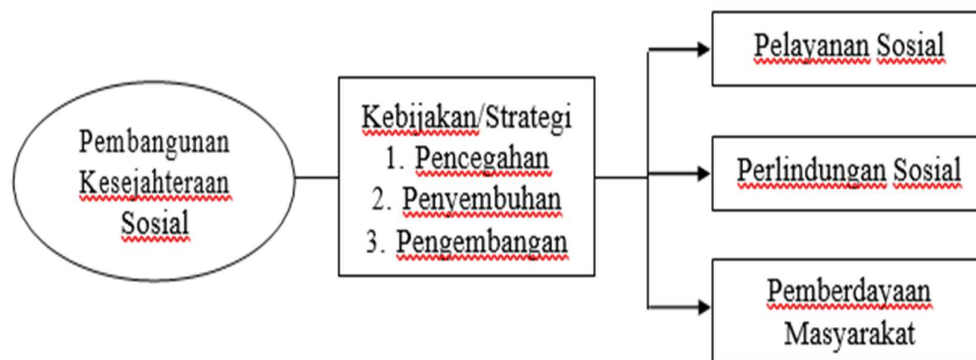 Pembangunan
Kesejahteraan
Sosial
Kebijakan/Strategi
1. Pencegahan
2. Penyembuhan
3. Pengembangan
Pelayanan Sosial
Perlindungan Sosial
Pemberdayaan
Masyarakat